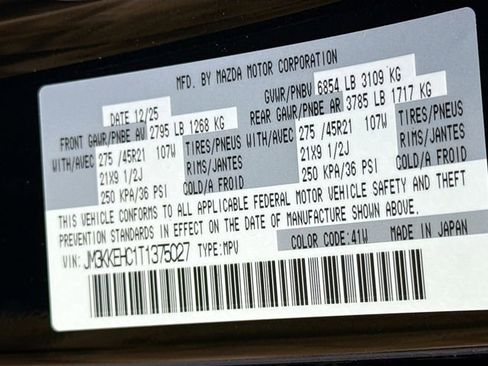 MFD. BY MAZDA MOTOR CORPORATION
DATE 12/25 GVWR/PNBV 6854 LB 3109 KG
FRONT GAWR/PNBE AV 2795 LB 1268 KG REAR GAWR/PNBE AR 3785 LB 1717 KG
WITH/AVEC 275 /45R21 107W TIRES/PNEUS WITH/AVEC 275 /45R21 107W TIRES/PNEUS
21X9 1/2J RIMS/JANTES 21X9 1/2J RIMS/JANTES
250 KPA/36 PSI COLD/A FROID 250 KPA/36 PSI COLD/A FROID
THIS VEHICLE CONFORMS TO ALL APPLICABLE FEDERAL MOTOR VEHICLE SAFETY AND THEFT
PREVENTION STANDARDS IN EFFECT ON THE DATE OF MANUFACTURE SHOWN ABOVE.
VIN: JM3KKEHC1T1375027 TYPE: MPV COLOR CODE: 41W MADE IN JAPAN